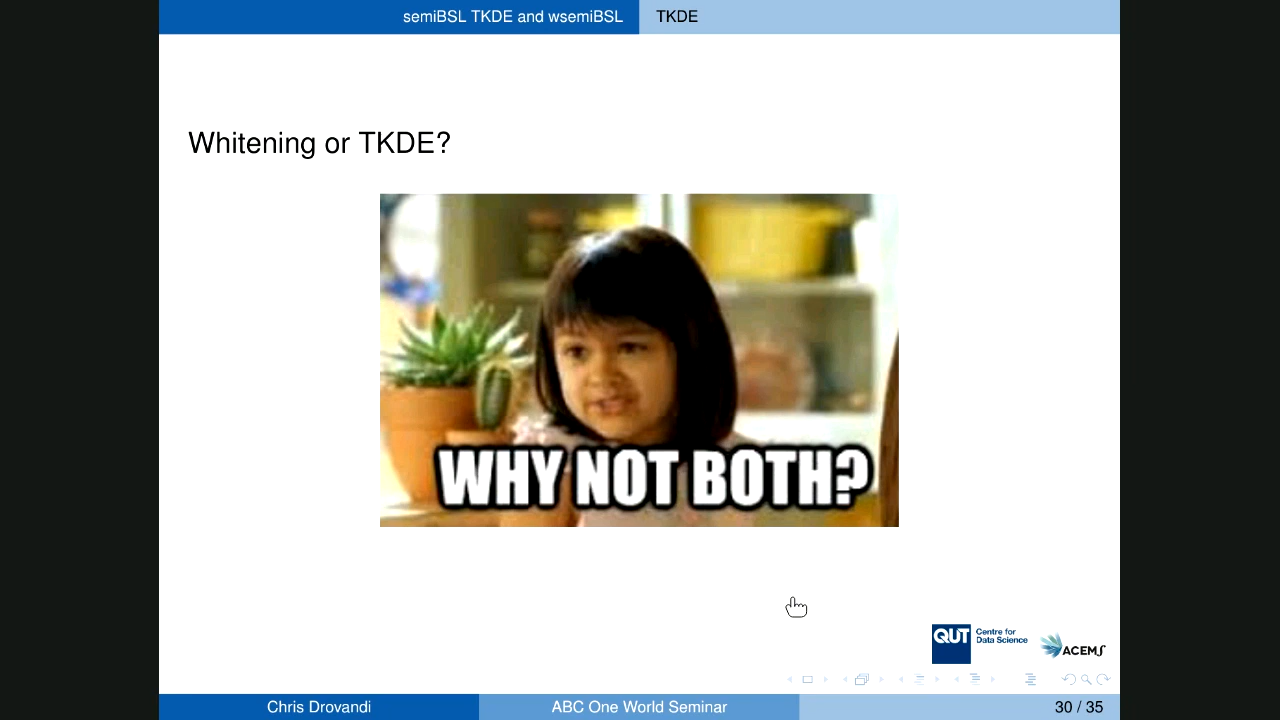 semiBSL TKDE and wsemiBSL TKDE
Whitening or TKDE?
WHY NOT BOTH?
QUT Centre for
Data Science
ACEMS
Chris Drovandi ABC One World Seminar 30 / 35